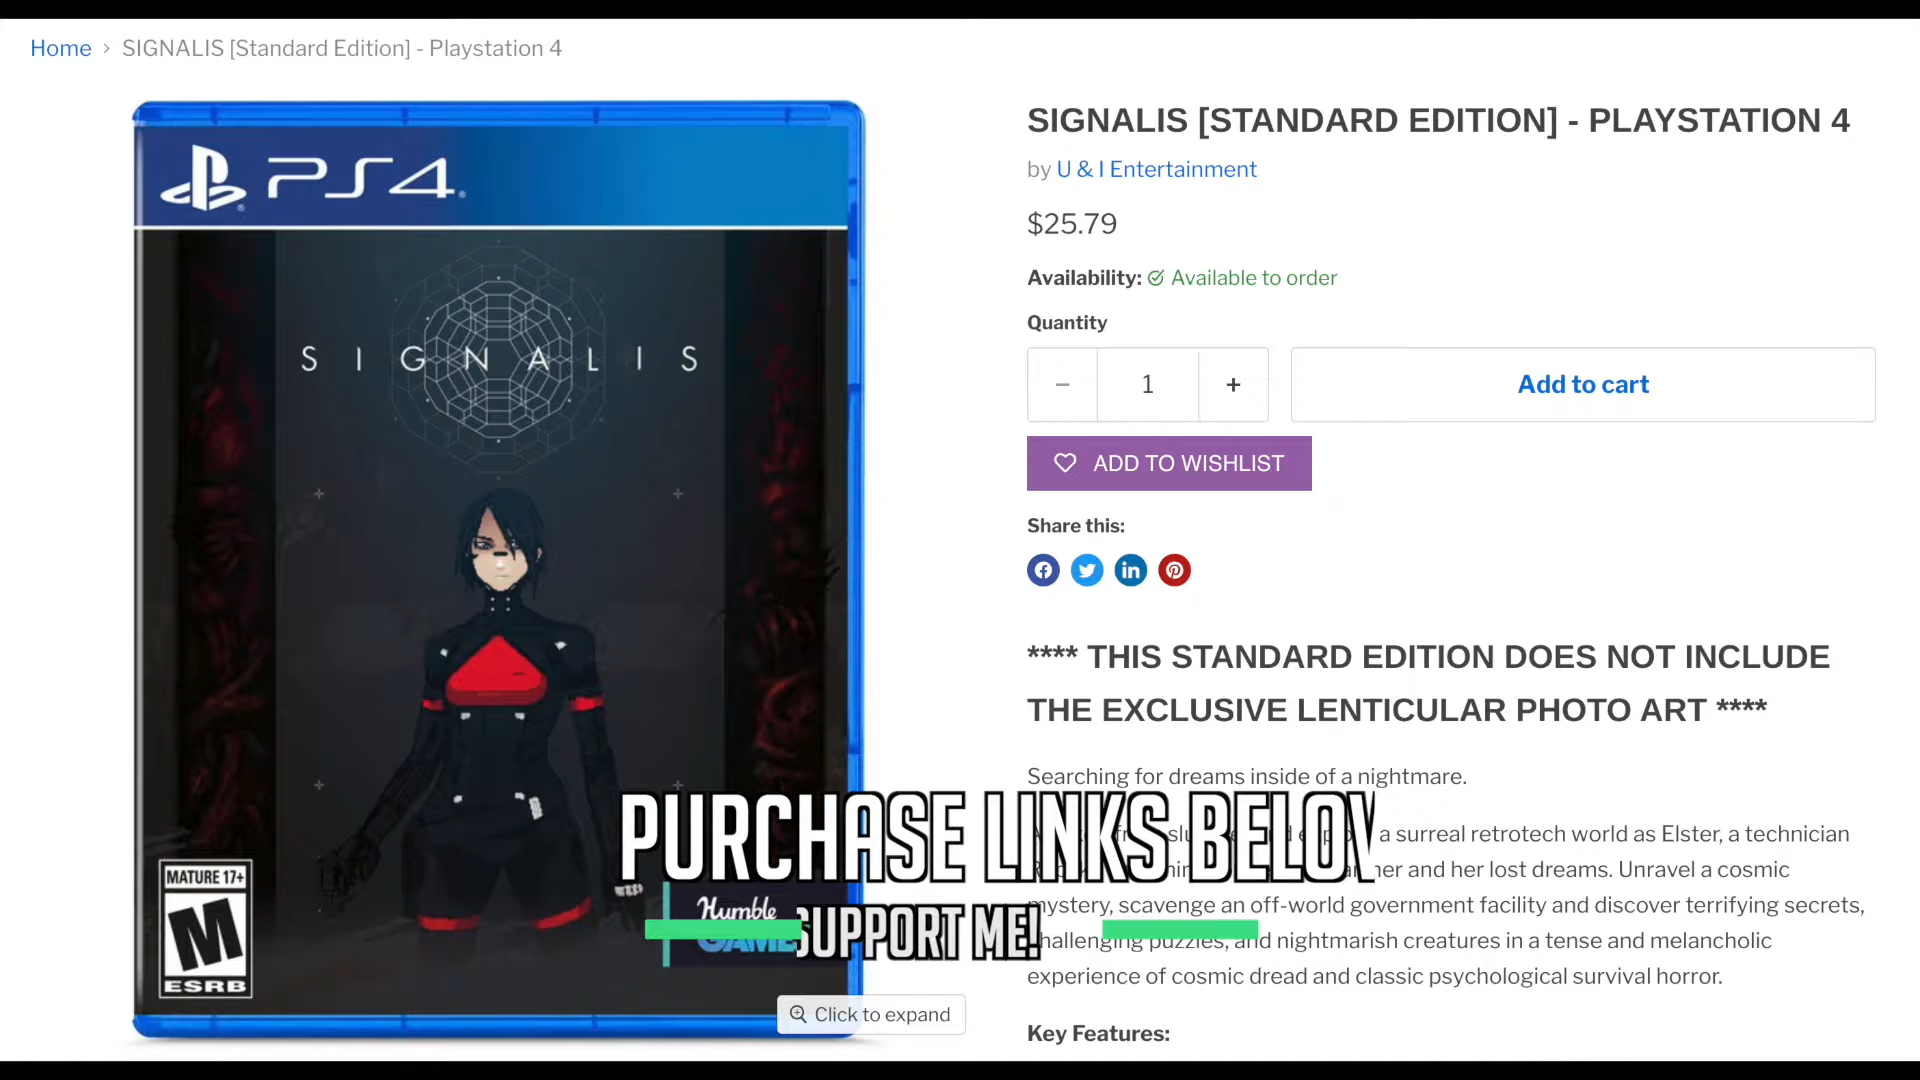 Home › SIGNALIS [Standard Edition] - Playstation 4
PS4
SIGNALIS
MATURE 17+
M
ESRB
Humble
GAMES
Click to expand
SIGNALIS [STANDARD EDITION] - PLAYSTATION 4
by U & I Entertainment
$25.79
Availability: Available to order
Quantity
− 1 +
Add to cart
ADD TO WISHLIST
Share this:
**** THIS STANDARD EDITION DOES NOT INCLUDE
THE EXCLUSIVE LENTICULAR PHOTO ART ****
Searching for dreams inside of a nightmare.
a surreal retrotech world as Elster, a technician
her and her lost dreams. Unravel a cosmic
mystery, scavenge an off-world government facility and discover terrifying secrets,
challenging puzzles, and nightmarish creatures in a tense and melancholic
experience of cosmic dread and classic psychological survival horror.
Key Features:
PURCHASE LINKS BELOW
SUPPORT ME!